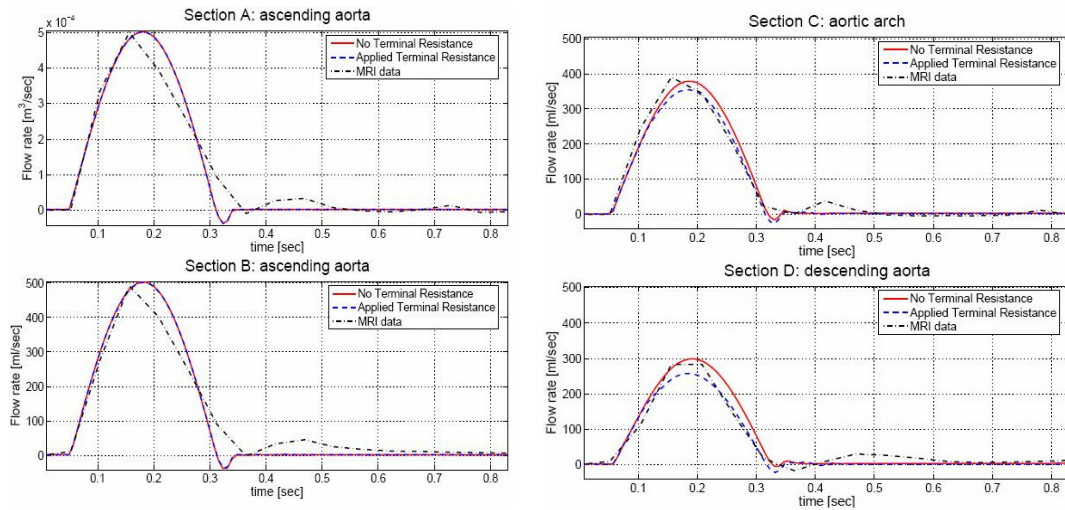 Section A: ascending aorta
x 10⁻⁴
5
4
3
2
1
0
Flow rate [m³/sec]
No Terminal Resistance
Applied Terminal Resistance
MRI data
0.1 0.2 0.3 0.4 0.5 0.6 0.7 0.8
time [sec]
Section B: ascending aorta
500
400
300
200
100
0
Flow rate [ml/sec]
No Terminal Resistance
Applied Terminal Resistance
MRI data
0.1 0.2 0.3 0.4 0.5 0.6 0.7 0.8
time [sec]
Section C: aortic arch
500
400
300
200
100
0
Flow rate [ml/sec]
No Terminal Resistance
Applied Terminal Resistance
MRI data
0.1 0.2 0.3 0.4 0.5 0.6 0.7 0.8
time [sec]
Section D: descending aorta
500
400
300
200
100
0
Flow rate [ml/sec]
No Terminal Resistance
Applied Terminal Resistance
MRI data
0.1 0.2 0.3 0.4 0.5 0.6 0.7 0.8
time [sec]